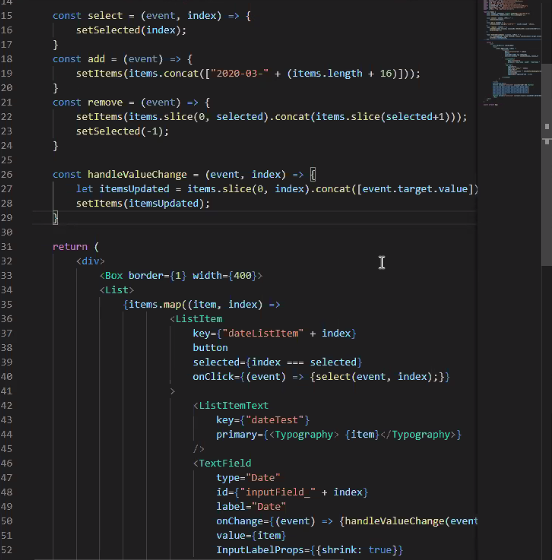 14
15 const select = (event, index) => {
16 setSelected(index);
17 }
18 const add = (event) => {
19 setItems(items.concat(["2020-03-" + (items.length + 16)]));
20 }
21 const remove = (event) => {
22 setItems(items.slice(0, selected).concat(items.slice(selected+1)));
23 setSelected(-1);
24 }
25
26 const handleValueChange = (event, index) => {
27 let itemsUpdated = items.slice(0, index).concat([event.target.value])
28 setItems(itemsUpdated);
29 }
30
31 return (
32 <div>
33 <Box border={1} width={400}>
34 <List>
35 {items.map((item, index) =>
36 <ListItem
37 key={"dateListItem" + index}
38 button
39 selected={index === selected}
40 onClick={(event) => {select(event, index);}}
41 >
42 <ListItemText
43 key={"dateTest"}
44 primary={<Typography> {item}</Typography>}
45 />
46 <TextField
47 type="Date"
48 id={"inputField_" + index}
49 label="Date"
50 onChange={(event) => {handleValueChange(event
51 value={item}
52 InputLabelProps={{shrink: true}}